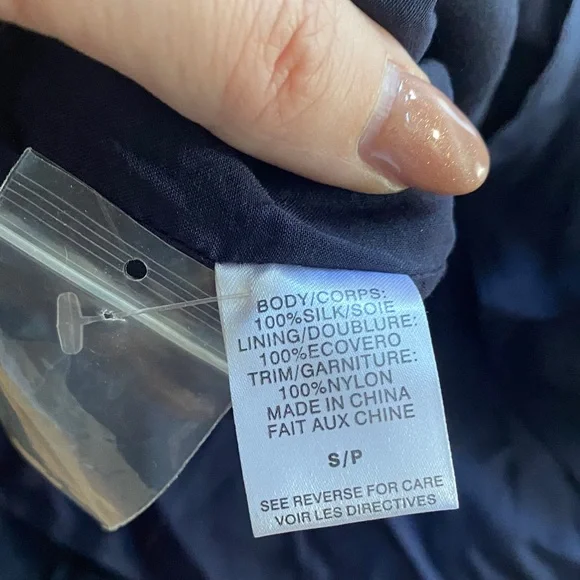 BODY/CORPS:
100%SILK/SOIE
LINING/DOUBLURE:
100%ECOVERO
TRIM/GARNITURE:
100%NYLON
MADE IN CHINA
FAIT AUX CHINE
S/P
SEE REVERSE FOR CARE
VOIR LES DIRECTIVES